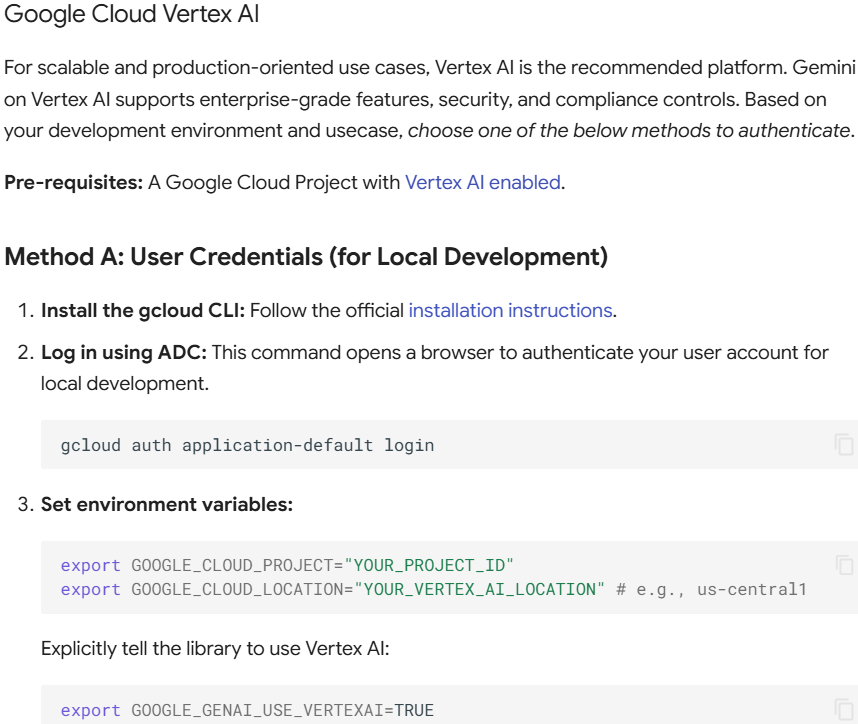 Google Cloud Vertex AI
For scalable and production-oriented use cases, Vertex AI is the recommended platform. Gemini
on Vertex AI supports enterprise-grade features, security, and compliance controls. Based on
your development environment and usecase, choose one of the below methods to authenticate.
Pre-requisites: A Google Cloud Project with Vertex AI enabled.
Method A: User Credentials (for Local Development)
1. Install the gcloud CLI: Follow the official installation instructions.
2. Log in using ADC: This command opens a browser to authenticate your user account for
local development.
gcloud auth application-default login
3. Set environment variables:
export GOOGLE_CLOUD_PROJECT="YOUR_PROJECT_ID"
export GOOGLE_CLOUD_LOCATION="YOUR_VERTEX_AI_LOCATION" # e.g., us-central1
Explicitly tell the library to use Vertex AI:
export GOOGLE_GENAI_USE_VERTEXAI=TRUE